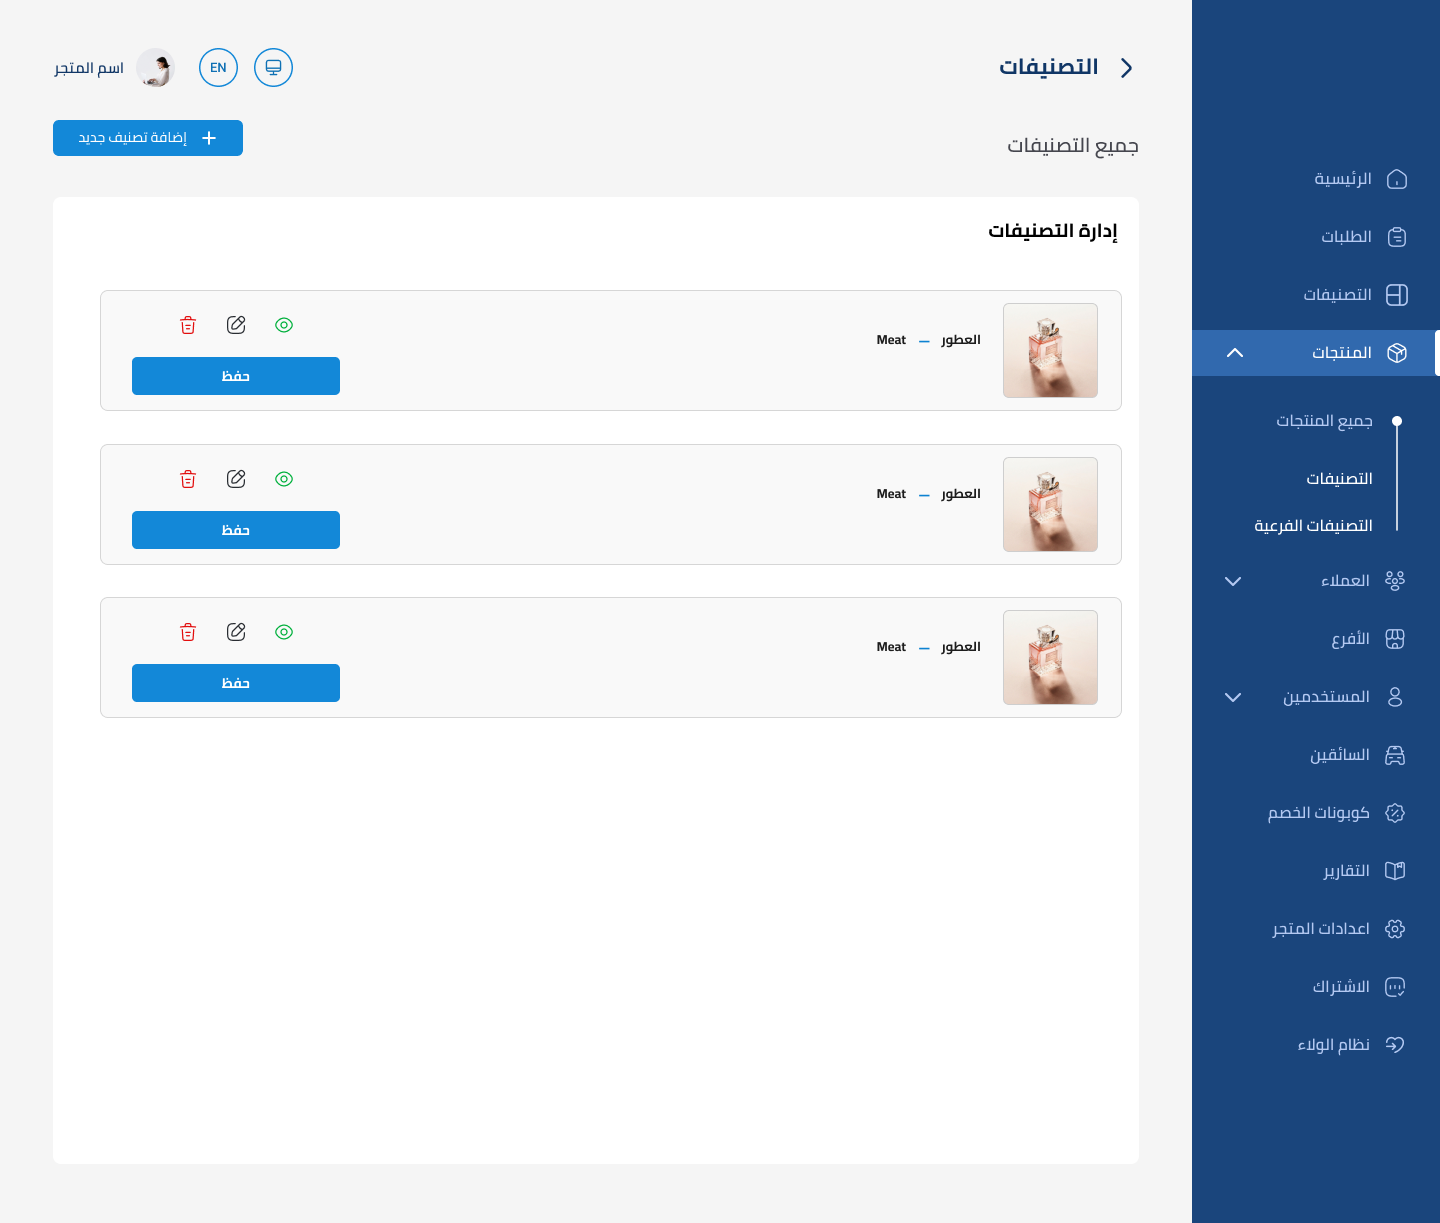 التصنيفات
EN
اسم المتجر
جميع التصنيفات
إضافة تصنيف جديد
إدارة التصنيفات
العطور – Meat
حفظ
العطور – Meat
حفظ
العطور – Meat
حفظ
الرئيسية
الطلبات
التصنيفات
المنتجات
جميع المنتجات
التصنيفات
التصنيفات الفرعية
العملاء
الأفرع
المستخدمين
السائقين
كوبونات الخصم
التقارير
اعدادات المتجر
الاشتراك
نظام الولاء